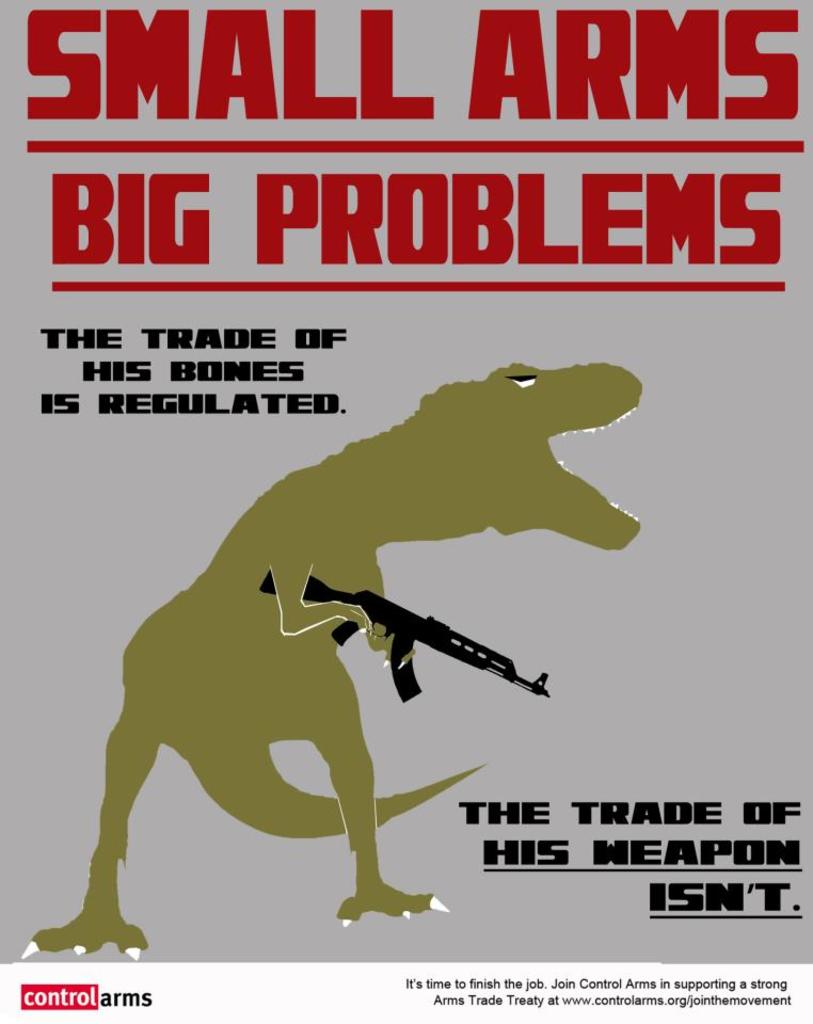 SMALL ARMS
BIG PROBLEMS
THE TRADE OF
HIS BONES
IS REGULATED.
THE TRADE OF
HIS WEAPON
ISN'T.
controlarms
It's time to finish the job. Join Control Arms in supporting a strong
Arms Trade Treaty at www.controlarms.org/jointhemovement